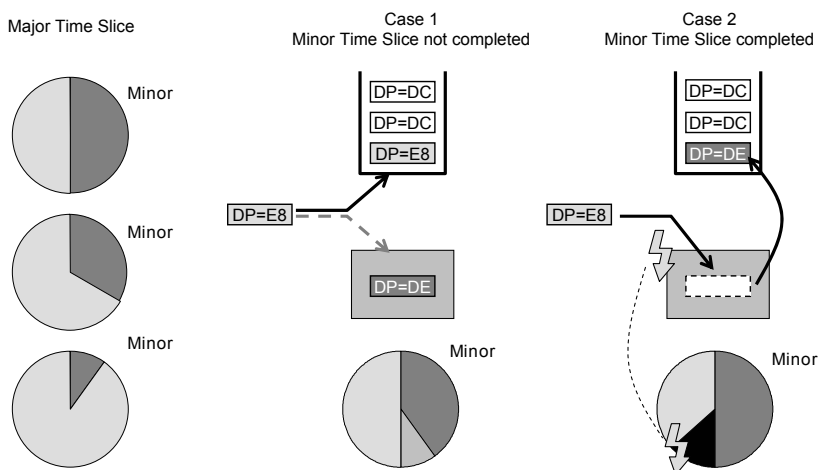 Major Time Slice
Minor
Minor
Minor
Case 1
Minor Time Slice not completed
DP=DC
DP=DC
DP=E8
DP=E8
DP=DE
Minor
Case 2
Minor Time Slice completed
DP=DC
DP=DC
DP=DE
DP=E8
Minor